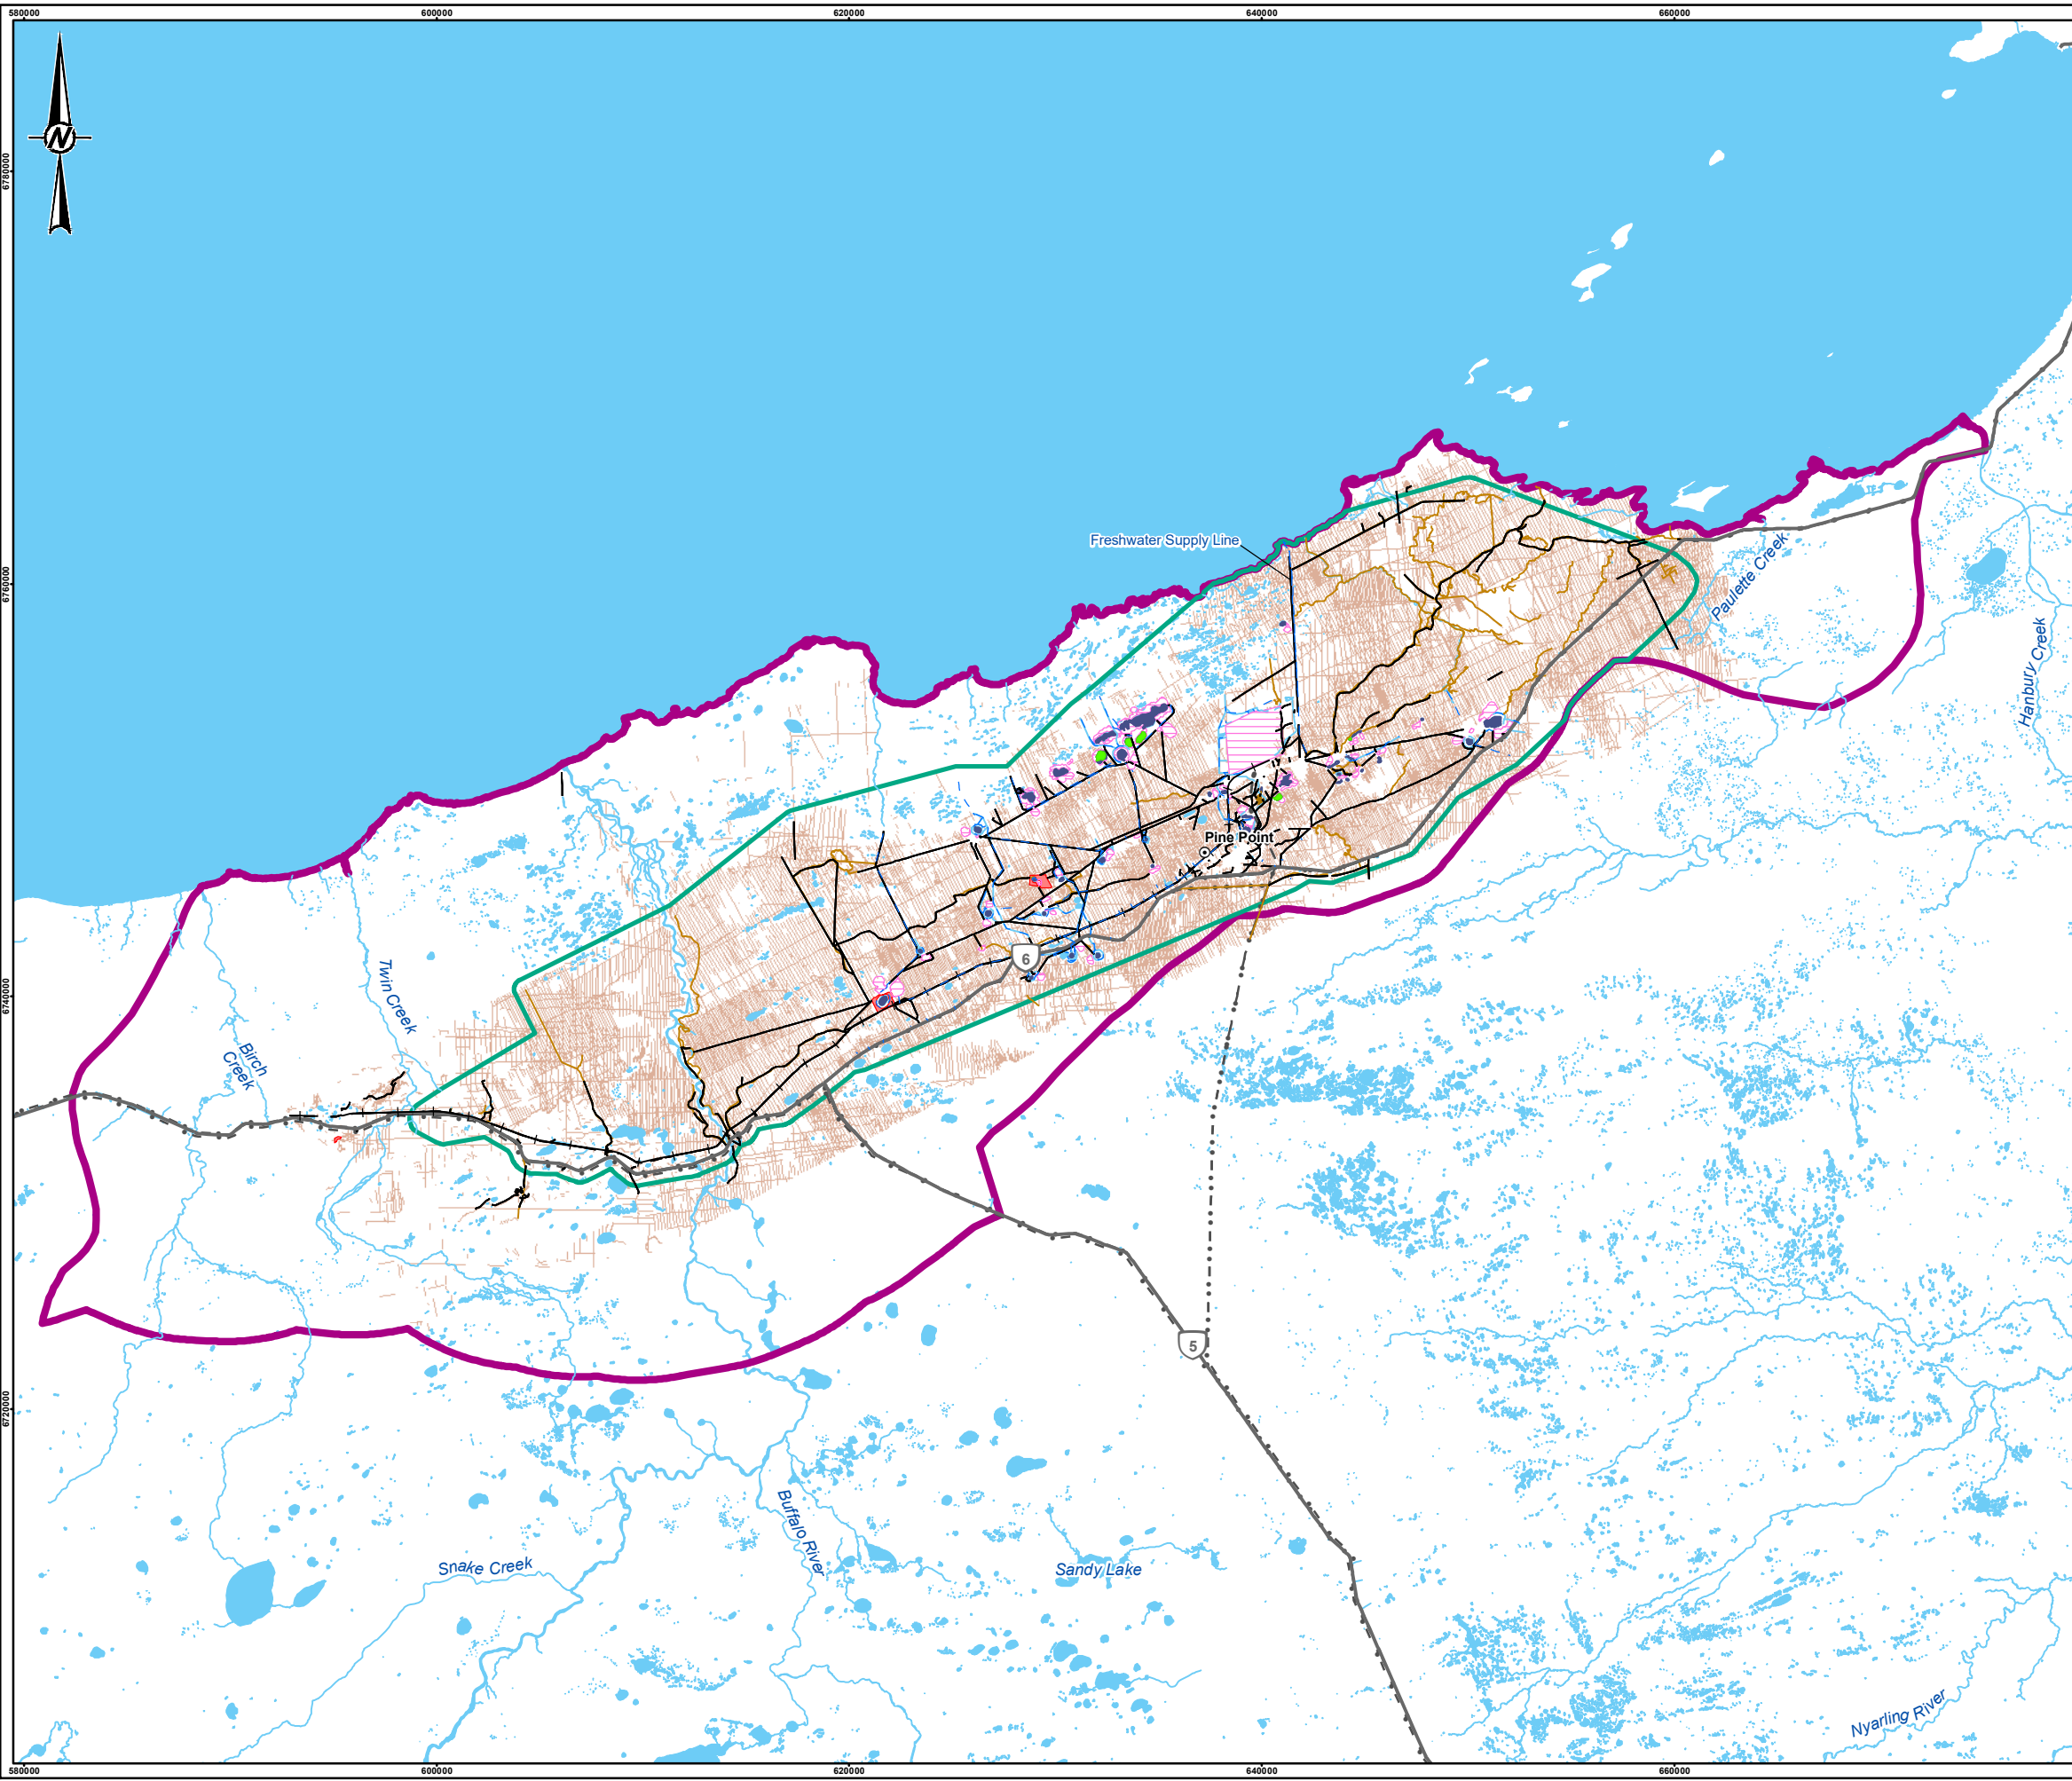 580000
600000
620000
640000
660000
N
6780000
Freshwater Supply Line
6760000
Paulette Creek
Hanbury Creek
Pine Point
6
6740000
Twin Creek
Birch
Creek
5
6720000
Buffalo River
Snake Creek
Sandy Lake
Nyarling River
580000
600000
620000
640000
660000